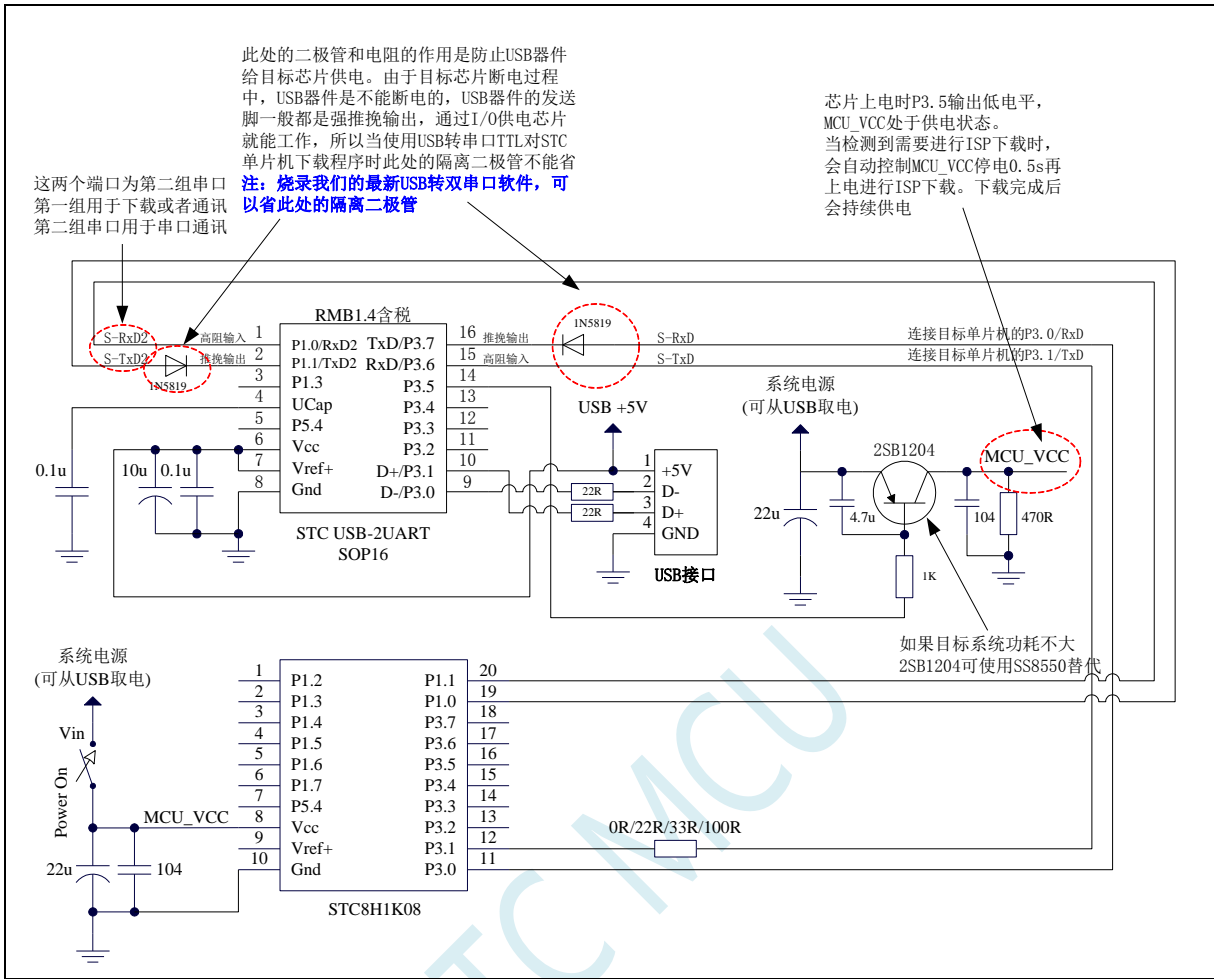 此处的二极管和电阻的作用是防止USB器件
给目标芯片供电。由于目标芯片断电过程
中，USB器件是不能断电的，USB器件的发送
脚一般都是强推挽输出，通过I/O供电芯片
就能工作，所以当使用USB转串口TTL对STC
单片机下载程序时此处的隔离二极管不能省
注：烧录我们的最新USB转双串口软件，可
以省此处的隔离二极管
芯片上电时P3.5输出低电平，
MCU_VCC处于供电状态。
当检测到需要进行ISP下载时，
会自动控制MCU_VCC停电0.5s再
上电进行ISP下载。下载完成后
会持续供电
这两个端口为第二组串口
第一组用于下载或者通讯
第二组串口用于串口通讯
RMB1.4含税
S-RxD2 高阻输入 1 P1.0/RxD2 TxD/P3.7 16 推挽输出 1N5819 S-RxD 连接目标单片机的P3.0/RxD
S-TxD2 1N5819 推挽输出 2 P1.1/TxD2 RxD/P3.6 15 高阻输入 S-TxD 连接目标单片机的P3.1/TxD
3 P1.3 P3.5 14
4 UCap P3.4 13
5 P5.4 P3.3 12
6 Vcc P3.2 11
7 Vref+ D+/P3.1 10
8 Gnd D-/P3.0 9
0.1u 10u 0.1u
STC USB-2UART
SOP16
USB +5V
1 +5V
22R 2 D-
22R 3 D+
4 GND
USB接口
系统电源
(可从USB取电)
2SB1204
MCU_VCC
22u 4.7u 104 470R
1K
如果目标系统功耗不大
2SB1204可使用SS8550替代
系统电源
(可从USB取电)
Vin
Power On
MCU_VCC
22u 104
1 P1.2 P1.1 20
2 P1.3 P1.0 19
3 P1.4 P3.7 18
4 P1.5 P3.6 17
5 P1.6 P3.5 16
6 P1.7 P3.4 15
7 P5.4 P3.3 14
8 Vcc P3.2 13
9 Vref+ P3.1 12
10 Gnd P3.0 11
0R/22R/33R/100R
STC8H1K08
TC MCU